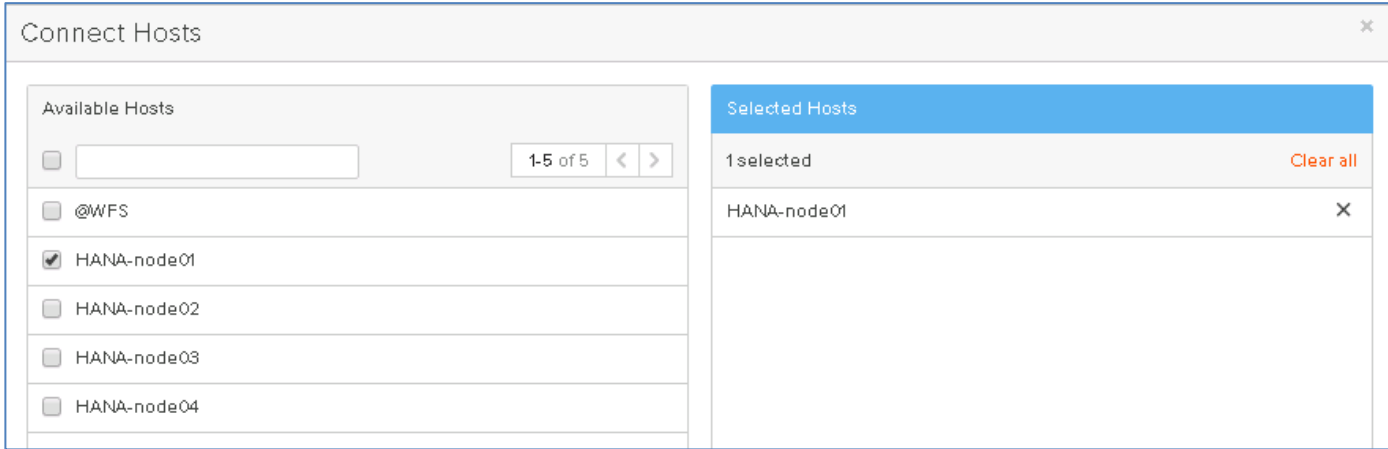 Connect Hosts
Available Hosts
1-5 of 5
@WFS
HANA-node01
HANA-node02
HANA-node03
HANA-node04
Selected Hosts
1 selected
Clear all
HANA-node01